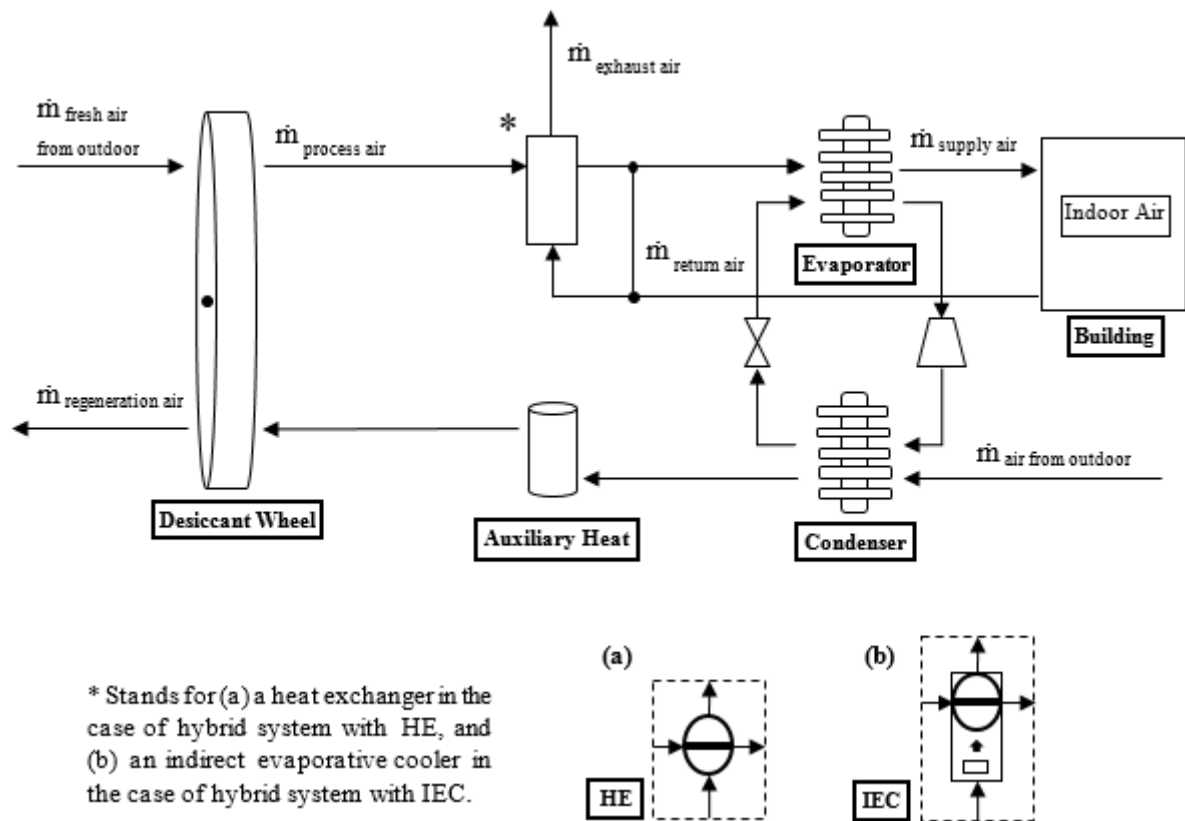 ṁ exhaust air
ṁ fresh air
from outdoor
ṁ process air
*
ṁ supply air
Indoor Air
ṁ return air
Evaporator
Building
ṁ regeneration air
ṁ air from outdoor
Desiccant Wheel
Auxiliary Heat
Condenser
(a)
(b)
* Stands for (a) a heat exchanger in the
case of hybrid system with HE, and
(b) an indirect evaporative cooler in
the case of hybrid system with IEC.
HE
IEC